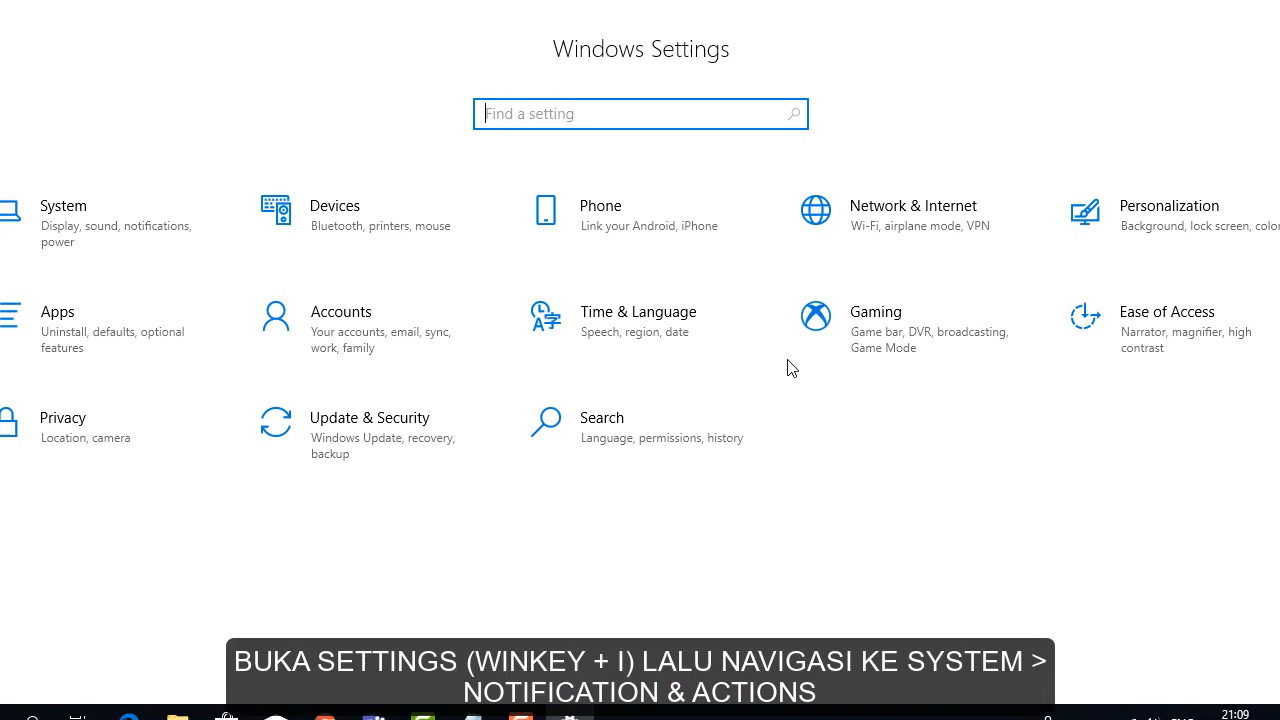 Windows Settings
Find a setting
System
Display, sound, notifications,
power
Devices
Bluetooth, printers, mouse
Phone
Link your Android, iPhone
Network & Internet
Wi-Fi, airplane mode, VPN
Personalization
Background, lock screen, color
Apps
Uninstall, defaults, optional
features
Accounts
Your accounts, email, sync,
work, family
Time & Language
Speech, region, date
Gaming
Game bar, DVR, broadcasting,
Game Mode
Ease of Access
Narrator, magnifier, high
contrast
Privacy
Location, camera
Update & Security
Windows Update, recovery,
backup
Search
Language, permissions, history
BUKA SETTINGS (WINKEY + I) LALU NAVIGASI KE SYSTEM >
NOTIFICATION & ACTIONS
21:09